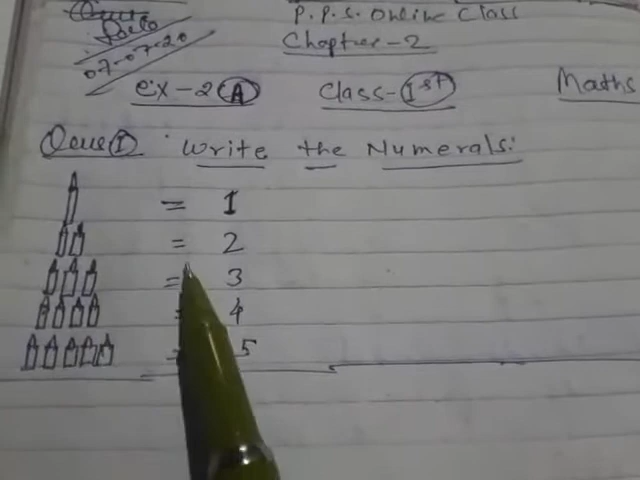 P.P.S. Online Class
Date
07-07-20
Chapter-2
Ex-2 A
Class-Ist
Maths
Ques 1 Write the Numerals:
= 1
= 2
= 3
= 4
= 5